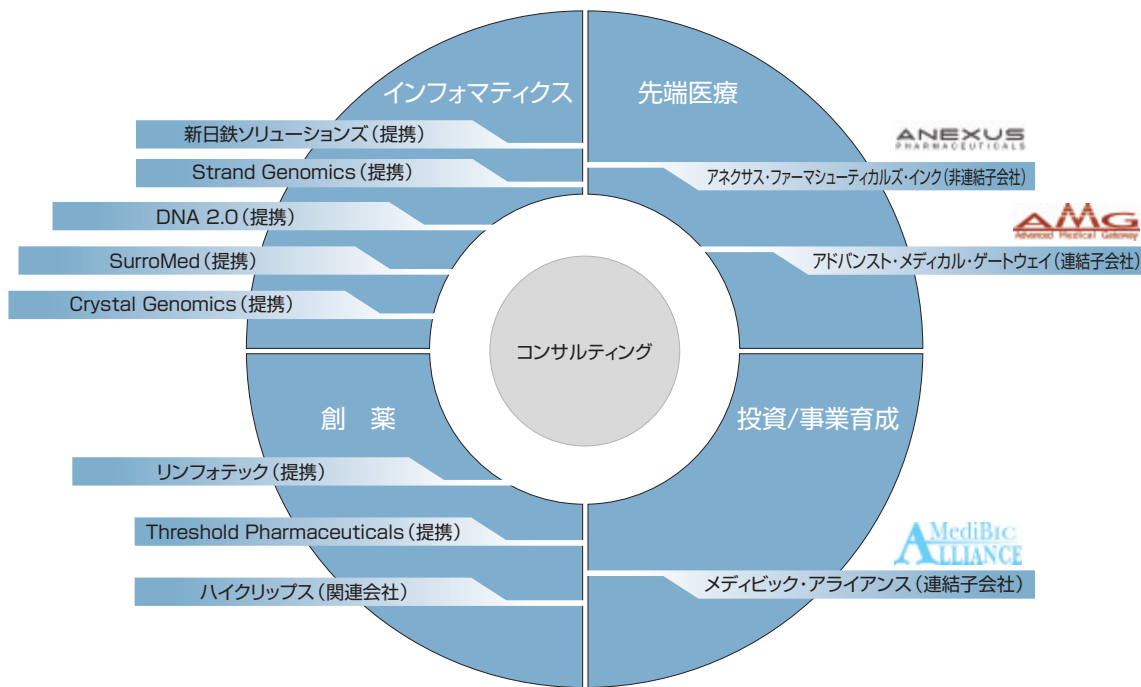 インフォマティクス
新日鉄ソリューションズ（提携）
Strand Genomics（提携）
DNA 2.0（提携）
SurroMed（提携）
Crystal Genomics（提携）
先端医療
ANEXUS
PHARMACEUTICALS
アネクサス・ファーマシューティカルズ・インク（非連結子会社）
AMG
Advanced Medical Gateway
アドバンスト・メディカル・ゲートウェイ（連結子会社）
コンサルティング
創　薬
リンフォテック（提携）
Threshold Pharmaceuticals（提携）
ハイクリップス（関連会社）
投資/事業育成
MediBic
ALLIANCE
メディビック・アライアンス（連結子会社）